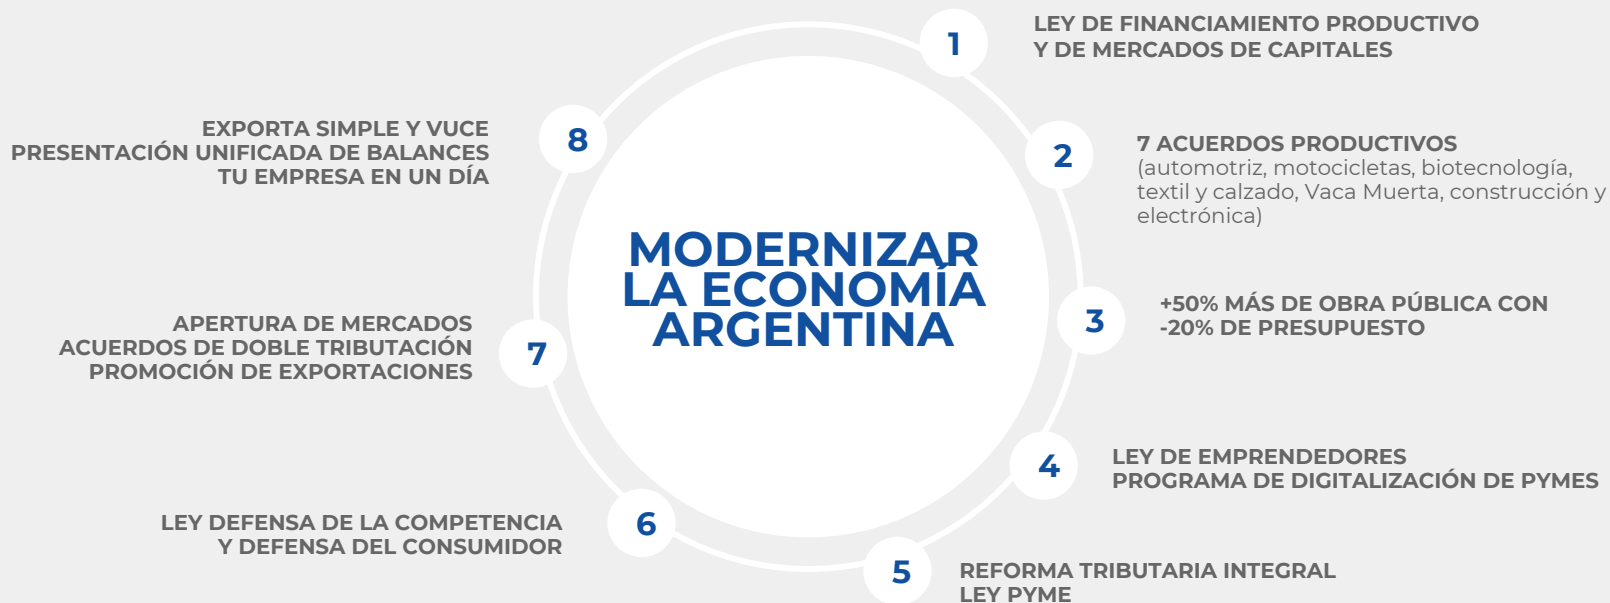 MODERNIZAR
LA ECONOMÍA
ARGENTINA
1
LEY DE FINANCIAMIENTO PRODUCTIVO
Y DE MERCADOS DE CAPITALES
2
7 ACUERDOS PRODUCTIVOS
(automotriz, motocicletas, biotecnología,
textil y calzado, Vaca Muerta, construcción y
electrónica)
3
+50% MÁS DE OBRA PÚBLICA CON
-20% DE PRESUPUESTO
4
LEY DE EMPRENDEDORES
PROGRAMA DE DIGITALIZACIÓN DE PYMES
5
REFORMA TRIBUTARIA INTEGRAL
LEY PYME
6
LEY DEFENSA DE LA COMPETENCIA
Y DEFENSA DEL CONSUMIDOR
7
APERTURA DE MERCADOS
ACUERDOS DE DOBLE TRIBUTACIÓN
PROMOCIÓN DE EXPORTACIONES
8
EXPORTA SIMPLE Y VUCE
PRESENTACIÓN UNIFICADA DE BALANCES
TU EMPRESA EN UN DÍA